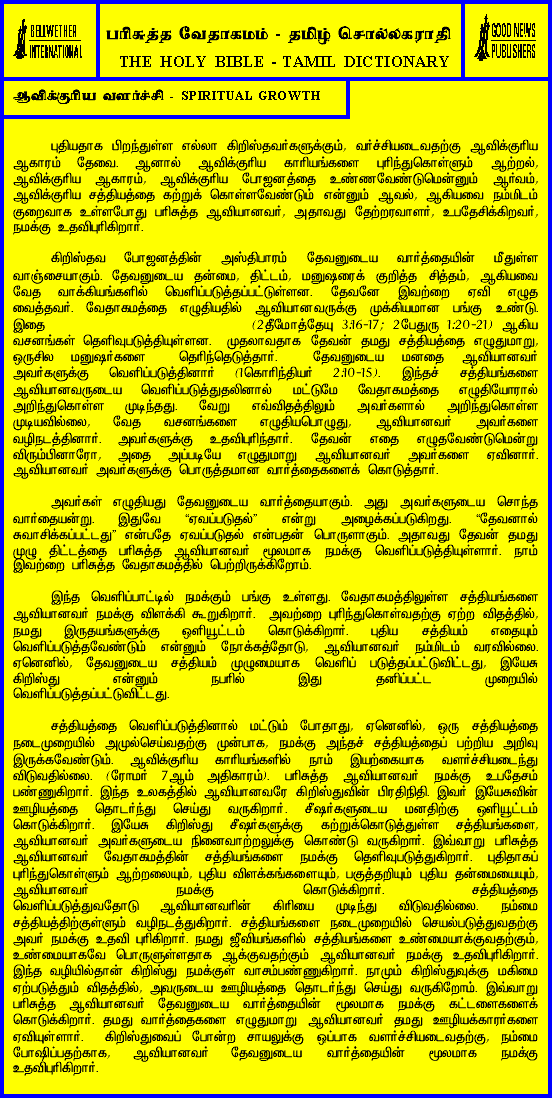 BELLWETHER
INTERNATIONAL
பரிசுத்த வேதாகமம் - தமிழ் சொல்லகராதி
THE HOLY BIBLE - TAMIL DICTIONARY
GOOD NEWS
PUBLISHERS
ஆவிக்குரிய வளர்ச்சி - SPIRITUAL GROWTH
புதியதாக பிறந்துள்ள எல்லா கிறிஸ்தவர்களுக்கும், வர்ச்சியடைவதற்கு ஆவிக்குரிய
ஆகாரம் தேவை. ஆனால் ஆவிக்குரிய காரியங்களை புரிந்துகொள்ளும் ஆற்றல்,
ஆவிக்குரிய ஆகாரம், ஆவிக்குரிய போஜனத்தை உண்ணவேண்டுமென்னும் ஆர்வம்,
ஆவிக்குரிய சத்தியத்தை கற்றுக் கொள்ளவேண்டும் என்னும் ஆவல், ஆகியவை நம்மிடம்
குறைவாக உள்ளபோது பரிசுத்த ஆவியானவர், அதாவது தேற்றரவாளர், உபதேசிக்கிறவர்,
நமக்கு உதவிபுரிகிறார்.
கிறிஸ்தவ போஜனத்தின் அஸ்திபாரம் தேவனுடைய வார்த்தையின் மீதுள்ள
வாஞ்சையாகும். தேவனுடைய தன்மை, திட்டம், மனுஷரைக் குறித்த சித்தம், ஆகியவை
வேத வாக்கியங்களில் வெளிப்படுத்தப்பட்டுள்ளன. தேவனே இவற்றை ஏவி எழுத
வைத்தவர். வேதாகமத்தை எழுதியதில் ஆவியானவருக்கு முக்கியமான பங்கு உண்டு.
இதை (2தீமோத்தேயு 3:16-17; 2பேதுரு 1:20-21) ஆகிய
வசனங்கள் தெளிவுபடுத்தியுள்ளன. முதலாவதாக தேவன் தமது சத்தியத்தை எழுதுமாறு,
ஒருசில மனுஷர்களை தெரிந்தெடுத்தார். தேவனுடைய மனதை ஆவியானவர்
அவர்களுக்கு வெளிப்படுத்தினார் (1கொரிந்தியர் 2:10-15). இந்தச் சத்தியங்களை
ஆவியானவருடைய வெளிப்படுத்துதலினால் மட்டுமே வேதாகமத்தை எழுதியோரால்
அறிந்துகொள்ள முடிந்தது. வேறு எவ்விதத்திலும் அவர்களால் அறிந்துகொள்ள
முடியவில்லை, வேத வசனங்களை எழுதியபொழுது, ஆவியானவர் அவர்களை
வழிநடத்தினார். அவர்களுக்கு உதவிபுரிந்தார். தேவன் எதை எழுதவேண்டுமென்று
விரும்பினாரோ, அதை அப்படியே எழுதுமாறு ஆவியானவர் அவர்களை ஏவினார்.
ஆவியானவர் அவர்களுக்கு பொருத்தமான வார்த்தைகளைக் கொடுத்தார்.
அவர்கள் எழுதியது தேவனுடைய வார்த்தையாகும். அது அவர்களுடைய சொந்த
வார்தையன்று. இதுவே “ஏவப்படுதல்” என்று அழைக்கப்படுகிறது. “தேவனால்
சுவாசிக்கப்பட்டது” என்பதே ஏவப்படுதல் என்பதன் பொருளாகும். அதாவது தேவன் தமது
முழு திட்டத்தை பரிசுத்த ஆவியானவர் மூலமாக நமக்கு வெளிப்படுத்தியுள்ளார். நாம்
இவற்றை பரிசுத்த வேதாகமத்தில் பெற்றிருக்கிறோம்.
இந்த வெளிப்பாட்டில் நமக்கும் பங்கு உள்ளது. வேதாகமத்திலுள்ள சத்தியங்களை
ஆவியானவர் நமக்கு விளக்கி கூறுகிறார். அவற்றை புரிந்துகொள்வதற்கு ஏற்ற விதத்தில்,
நமது இருதயங்களுக்கு ஒளியூட்டம் கொடுக்கிறார். புதிய சத்தியம் எதையும்
வெளிப்படுத்தவேண்டும் என்னும் நோக்கத்தோடு, ஆவியானவர் நம்மிடம் வரவில்லை.
ஏனெனில், தேவனுடைய சத்தியம் முழுமையாக வெளிப் படுத்தப்பட்டுவிட்டது, இயேசு
கிறிஸ்து என்னும் நபரில் இது தனிப்பட்ட முறையில்
வெளிப்படுத்தப்பட்டுவிட்டது.
சத்தியத்தை வெளிப்படுத்தினால் மட்டும் போதாது, ஏனெனில், ஒரு சத்தியத்தை
நடைமுறையில் அமுல்செய்வதற்கு முன்பாக, நமக்கு அந்தச் சத்தியத்தைப் பற்றிய அறிவு
இருக்கவேண்டும். ஆவிக்குரிய காரியங்களில் நாம் இயற்கையாக வளர்ச்சியடைந்து
விடுவதில்லை. (ரோமர் 7ஆம் அதிகாரம்). பரிசுத்த ஆவியானவர் நமக்கு உபதேசம்
பண்ணுகிறார். இந்த உலகத்தில் ஆவியானவரே கிறிஸ்துவின் பிரதிநிதி. இவர் இயேசுவின்
ஊழியத்தை தொடர்ந்து செய்து வருகிறார். சீஷர்களுடைய மனதிற்கு ஒளியூட்டம்
கொடுக்கிறார். இயேசு கிறிஸ்து சீஷர்களுக்கு கற்றுக்கொடுத்துள்ள சத்தியங்களை,
ஆவியானவர் அவர்களுடைய நினைவாற்றலுக்கு கொண்டு வருகிறார். இவ்வாறு பரிசுத்த
ஆவியானவர் வேதாகமத்தின் சத்தியங்களை நமக்கு தெளிவுபடுத்துகிறார். புதிதாகப்
புரிந்துகொள்ளும் ஆற்றலையும், புதிய விளக்கங்களையும், பகுத்தறியும் புதிய தன்மையையும்,
ஆவியானவர் நமக்கு கொடுக்கிறார். சத்தியத்தை
வெளிப்படுத்துவதோடு ஆவியானவரின் கிரியை முடிந்து விடுவதில்லை. நம்மை
சத்தியத்திற்குள்ளும் வழிநடத்துகிறார். சத்தியங்களை நடைமுறையில் செயல்படுத்துவதற்கு
அவர் நமக்கு உதவி புரிகிறார். நமது ஜீவியங்களில் சத்தியங்களை உண்மையாக்குவதற்கும்,
உண்மையாகவே பொருளுள்ளதாக ஆக்குவதற்கும் ஆவியானவர் நமக்கு உதவிபுரிகிறார்.
இந்த வழியில்தான் கிறிஸ்து நமக்குள் வாசம்பண்ணுகிறார். நாமும் கிறிஸ்துவுக்கு மகிமை
ஏற்படுத்தும் விதத்தில், அவருடைய ஊழியத்தை தொடர்ந்து செய்து வருகிறோம். இவ்வாறு
பரிசுத்த ஆவியானவர் தேவனுடைய வார்த்தையின் மூலமாக நமக்கு கட்டளைகளைக்
கொடுக்கிறார். தமது வார்த்தைகளை எழுதுமாறு ஆவியானவர் தமது ஊழியக்காரர்களை
ஏவியுள்ளார். கிறிஸ்துவைப் போன்ற சாயலுக்கு ஒப்பாக வளர்ச்சியடைவதற்கு, நம்மை
போஷிப்பதற்காக, ஆவியானவர் தேவனுடைய வார்த்தையின் மூலமாக நமக்கு
உதவிபுரிகிறார்.